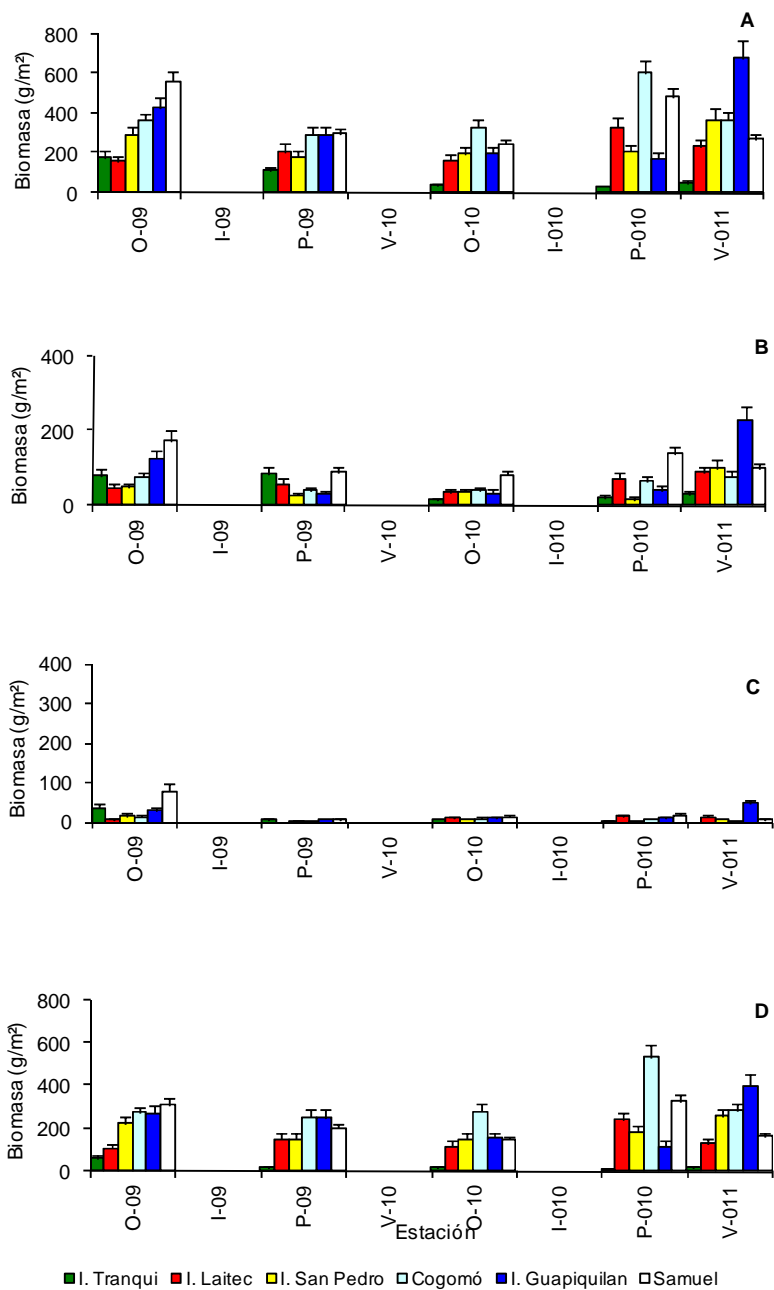 A
Biomasa (g/m²)
800
600
400
200
0
O-09 I-09 P-09 V-10 O-10 I-010 P-010 V-011
B
Biomasa (g/m²)
400
200
0
O-09 I-09 P-09 V-10 O-10 I-010 P-010 V-011
C
Biomasa (g/m²)
400
300
200
100
0
O-09 I-09 P-09 V-10 O-10 I-010 P-010 V-011
D
Biomasa (g/m²)
800
600
400
200
0
O-09 I-09 P-09 V-10 O-10 I-010 P-010 V-011
Estación
I. Tranqui I. Laitec I. San Pedro Cogomó I. Guapiquilan Samuel